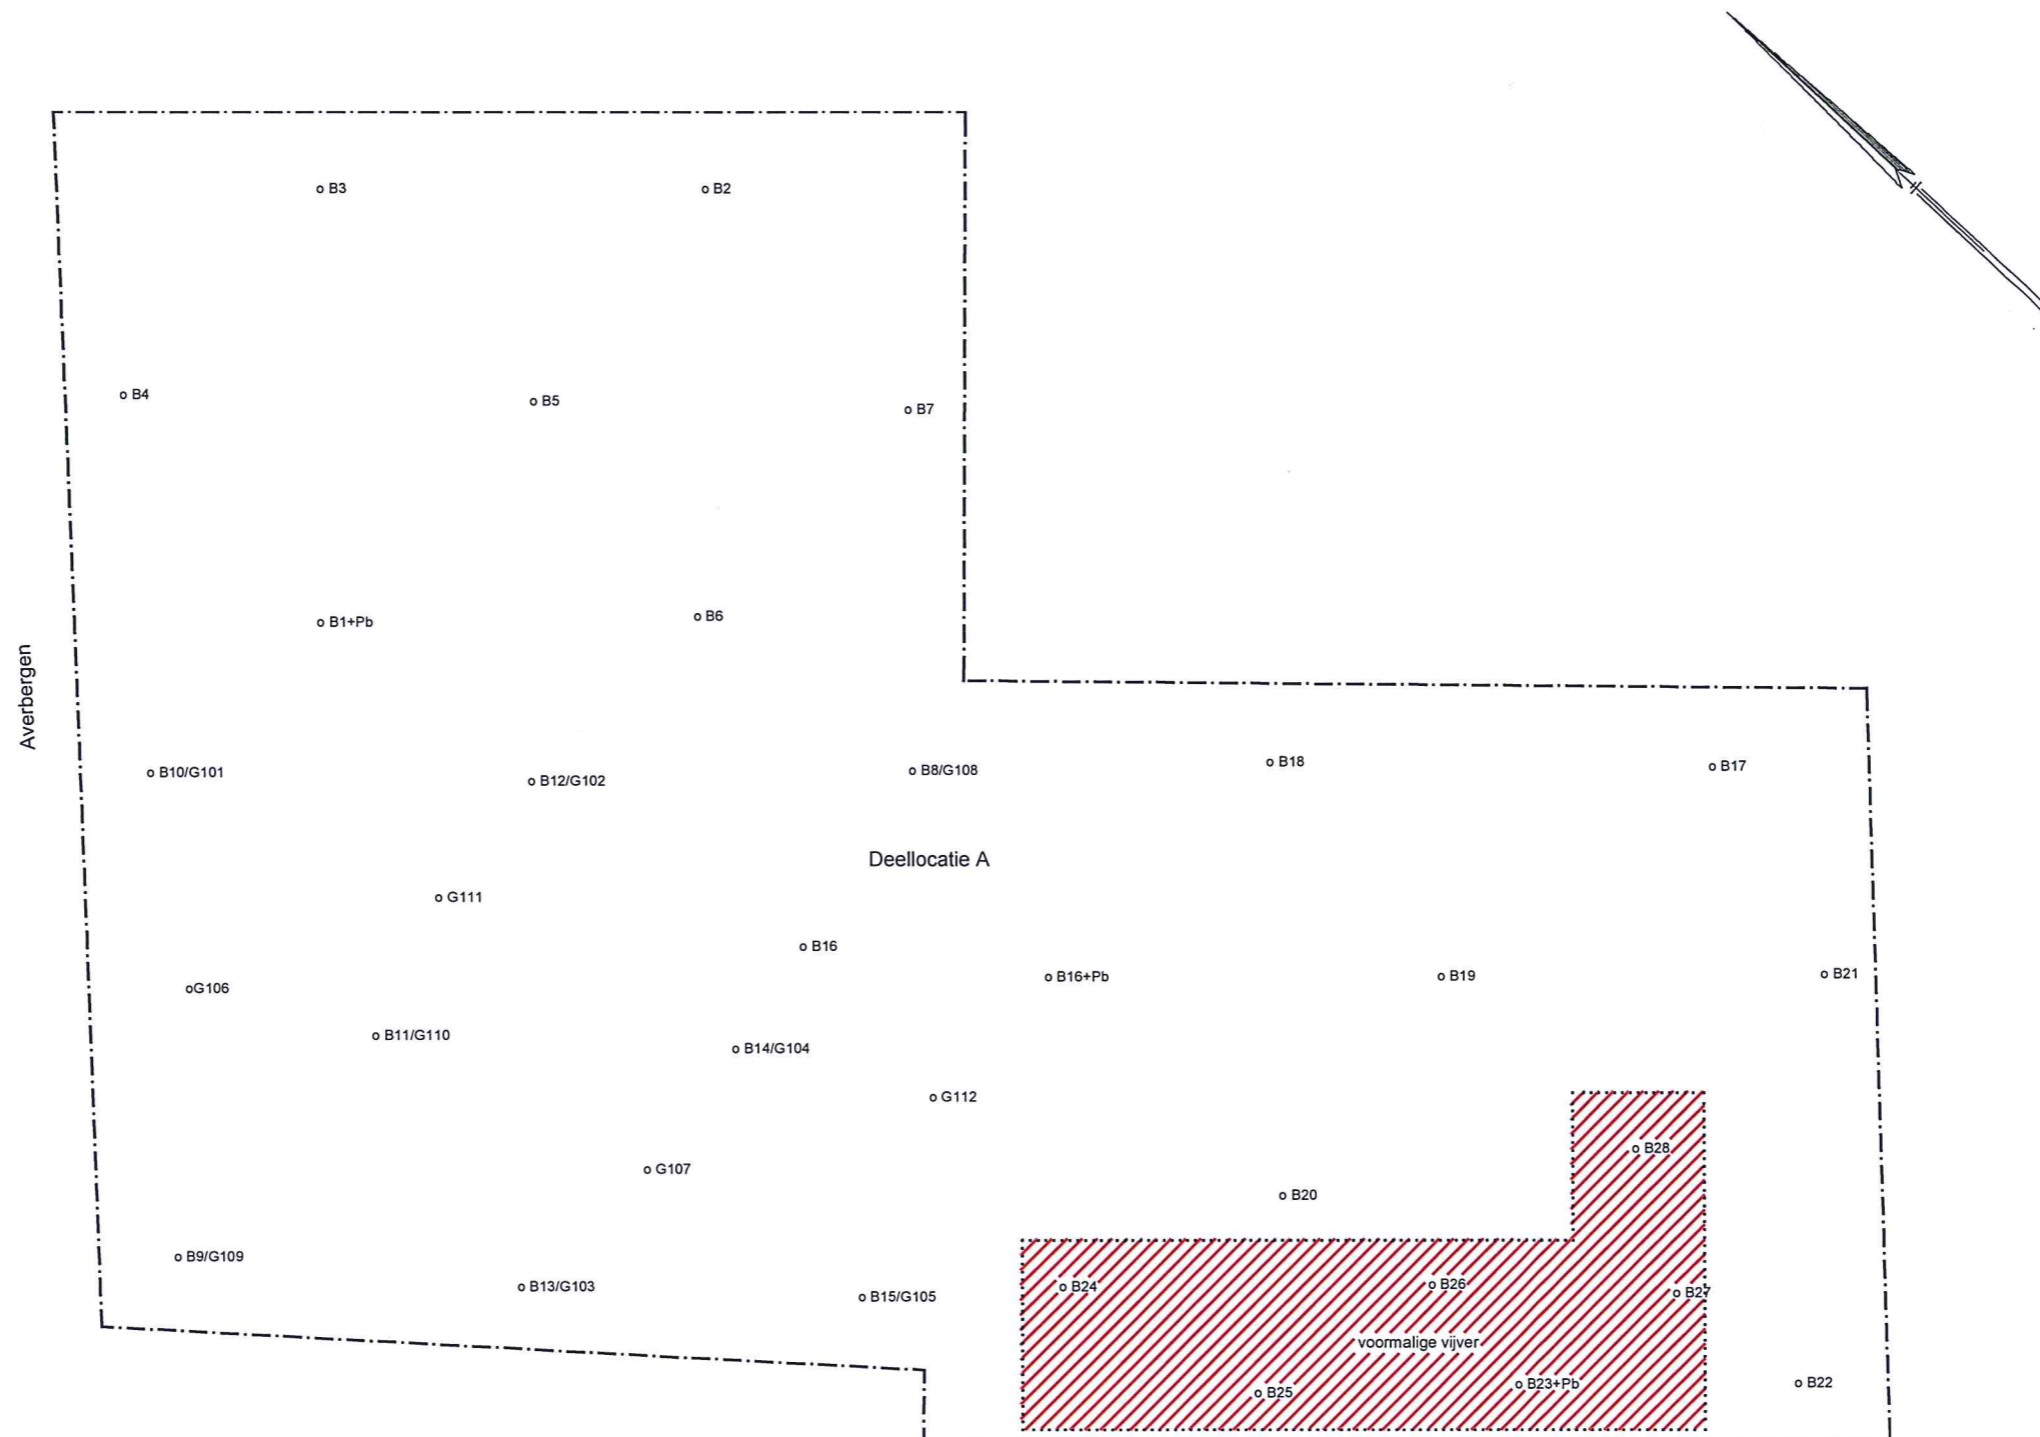 B3
B2
B4
B5
B7
B1+Pb
B6
Averbergen
B10/G101
B12/G102
B8/G108
B18
B17
Deellocatie A
G111
B16
B16+Pb
B19
B21
G106
B11/G110
B14/G104
G112
B28
G107
B20
B9/G109
B13/G103
B15/G105
B24
B26
B27
voormalige vijver
B25
B23+Pb
B22